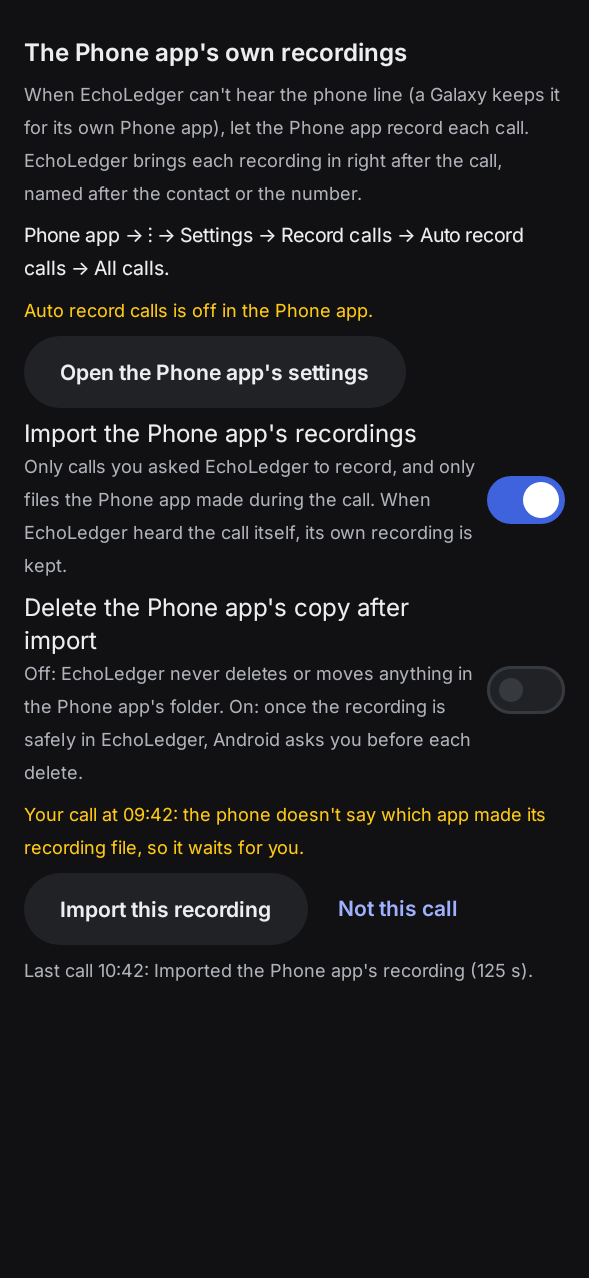 The Phone app's own recordings
When EchoLedger can't hear the phone line (a Galaxy keeps it
for its own Phone app), let the Phone app record each call.
EchoLedger brings each recording in right after the call,
named after the contact or the number.
Phone app → ⋮ → Settings → Record calls → Auto record
calls → All calls.
Auto record calls is off in the Phone app.
Open the Phone app's settings
Import the Phone app's recordings
Only calls you asked EchoLedger to record, and only
files the Phone app made during the call. When
EchoLedger heard the call itself, its own recording is
kept.
Delete the Phone app's copy after
import
Off: EchoLedger never deletes or moves anything in
the Phone app's folder. On: once the recording is
safely in EchoLedger, Android asks you before each
delete.
Your call at 09:42: the phone doesn't say which app made its
recording file, so it waits for you.
Import this recording
Not this call
Last call 10:42: Imported the Phone app's recording (125 s).